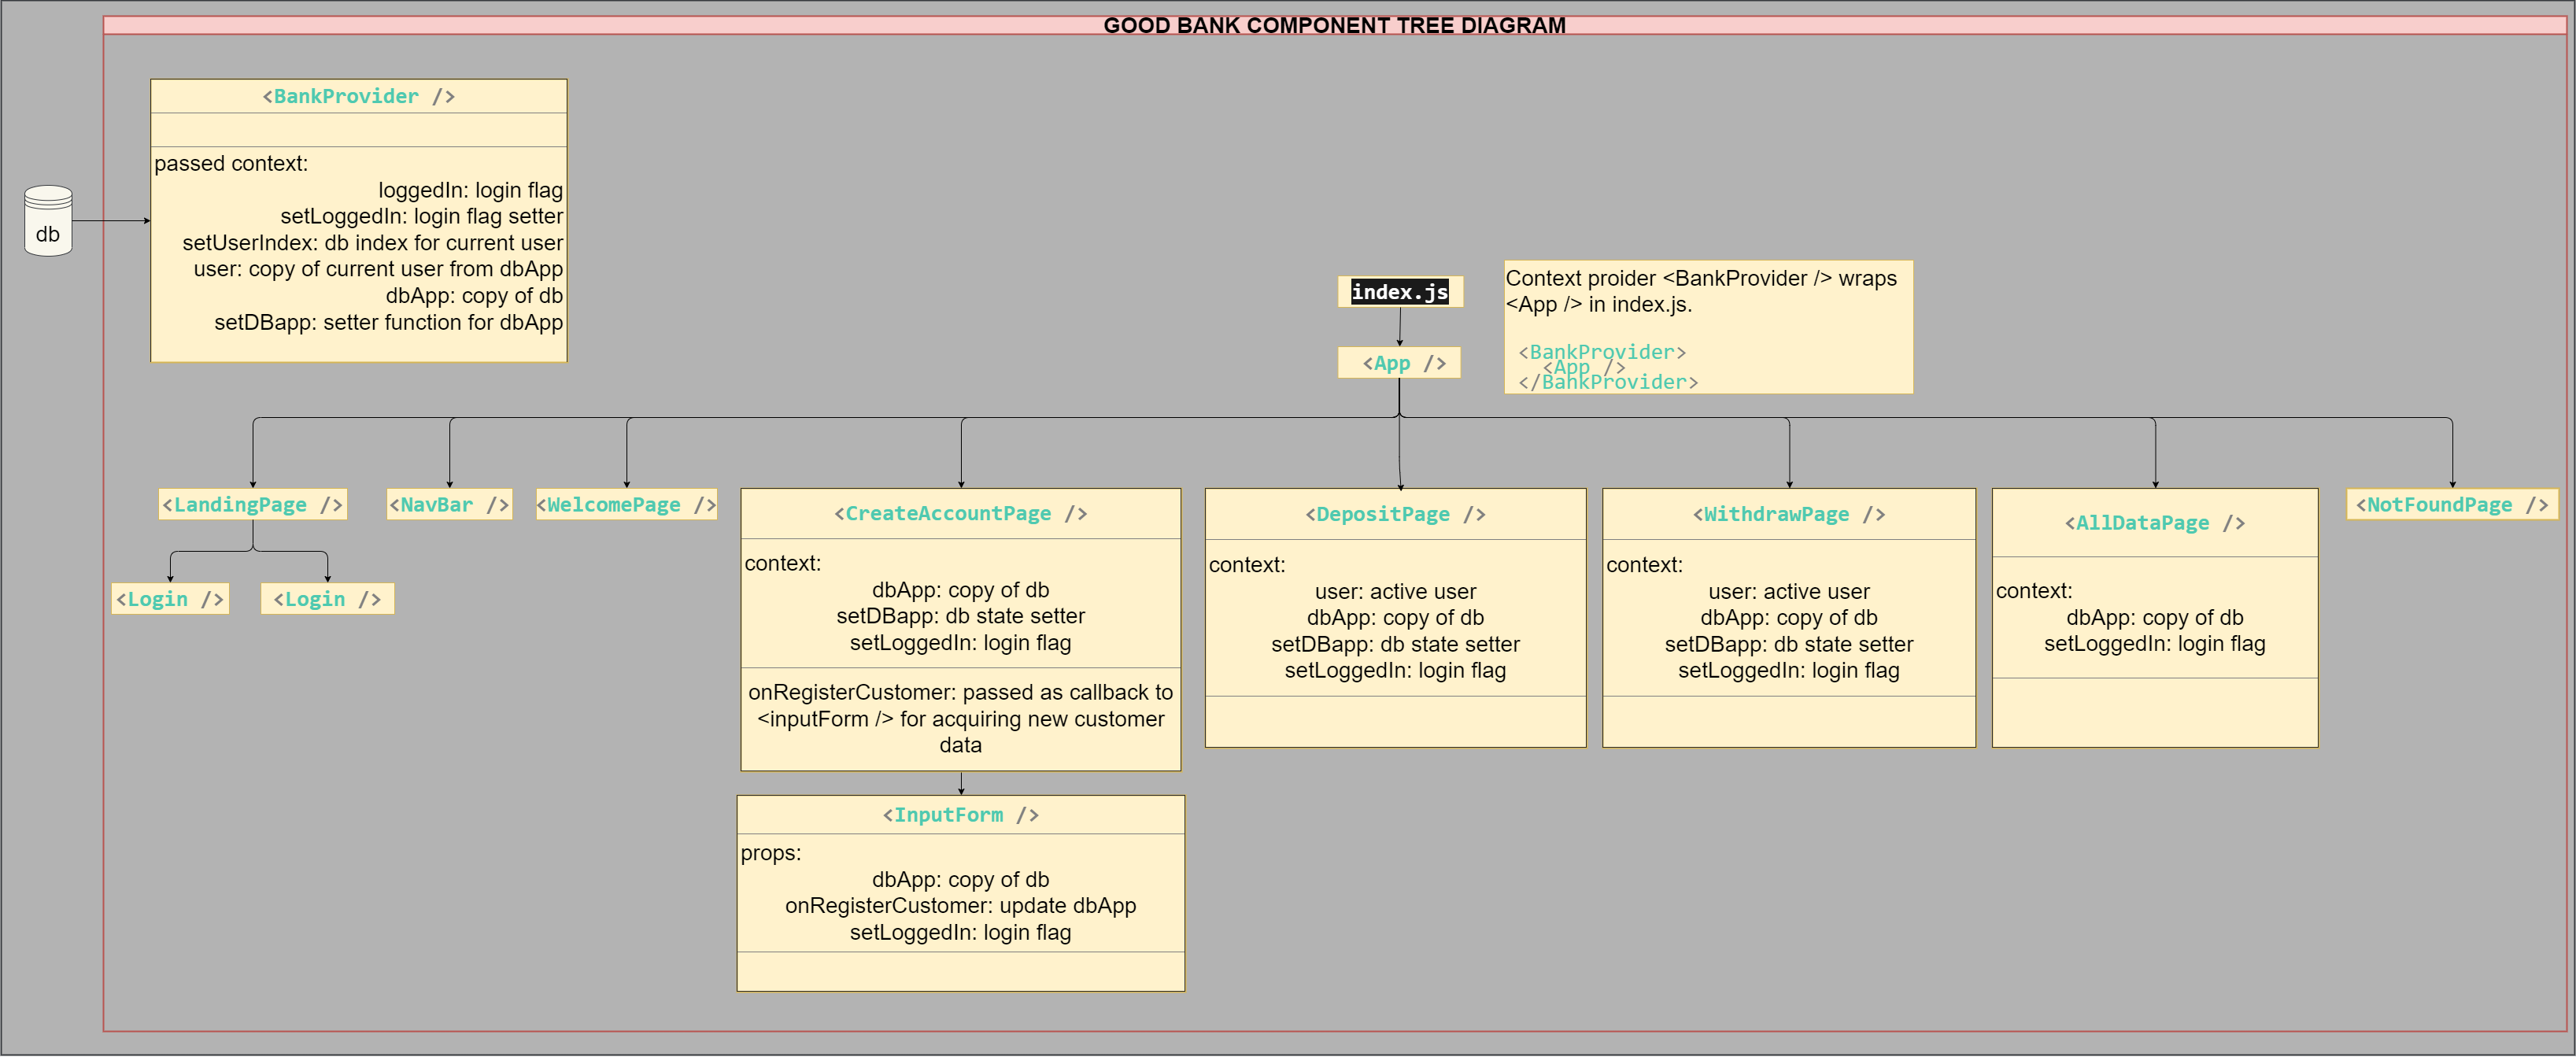 GOOD BANK COMPONENT TREE DIAGRAM
<BankProvider />
passed context:
loggedIn: login flag
setLoggedIn: login flag setter
setUserIndex: db index for current user
user: copy of current user from dbApp
dbApp: copy of db
setDBapp: setter function for dbApp
db
index.js
<App />
Context proider <BankProvider /> wraps
<App /> in index.js.
<BankProvider>
<App />
</BankProvider>
<LandingPage />
<NavBar />
<WelcomePage />
<Login />
<Login />
<CreateAccountPage />
context:
dbApp: copy of db
setDBapp: db state setter
setLoggedIn: login flag
onRegisterCustomer: passed as callback to
<inputForm /> for acquiring new customer
data
<InputForm />
props:
dbApp: copy of db
onRegisterCustomer: update dbApp
setLoggedIn: login flag
<DepositPage />
context:
user: active user
dbApp: copy of db
setDBapp: db state setter
setLoggedIn: login flag
<WithdrawPage />
context:
user: active user
dbApp: copy of db
setDBapp: db state setter
setLoggedIn: login flag
<AllDataPage />
context:
dbApp: copy of db
setLoggedIn: login flag
<NotFoundPage />